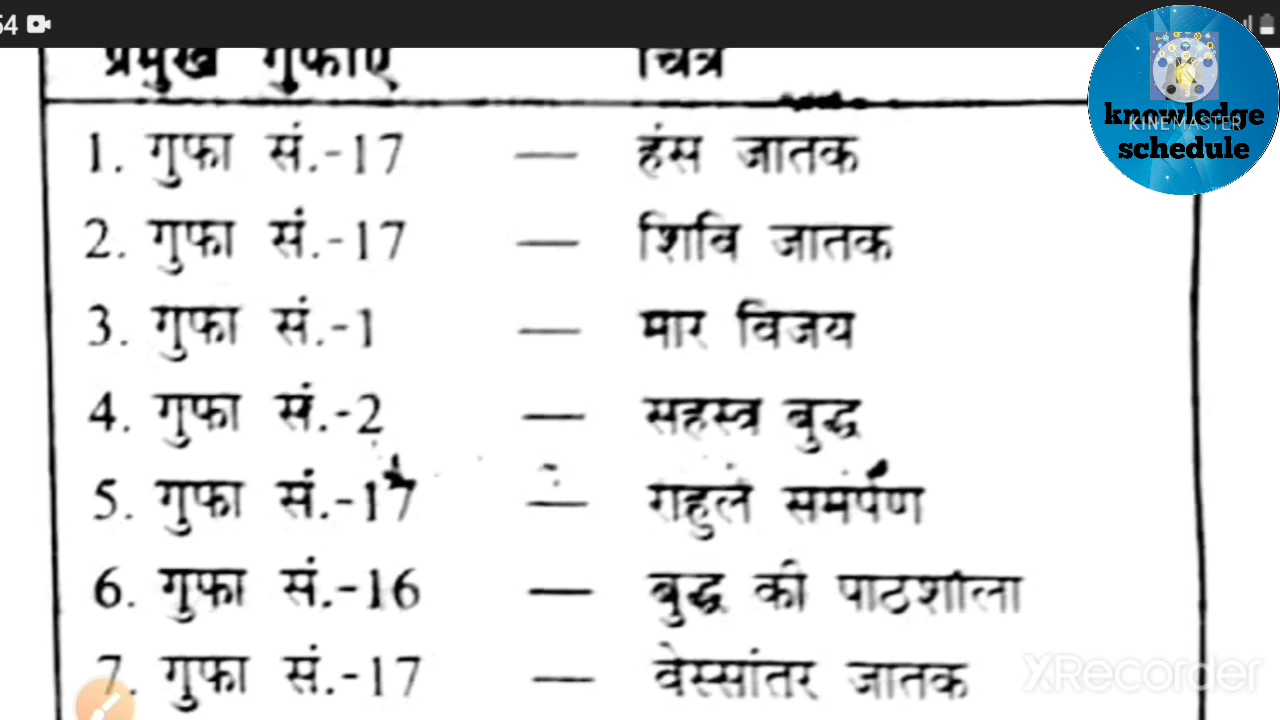 54
प्रमुख गुफाएं चित्र
knowledge
KINEMASTER
schedule
1. गुफा सं.-17 — हंस जातक
2. गुफा सं.-17 — शिवि जातक
3. गुफा सं.-1 — मार विजय
4. गुफा सं.-2 — सहस्त्र बुद्ध
5. गुफा सं.-17 — राहुल समर्पण
6. गुफा सं.-16 — बुद्ध की पाठशाला
7. गुफा सं.-17 — वेस्सांतर जातक
XRecorder